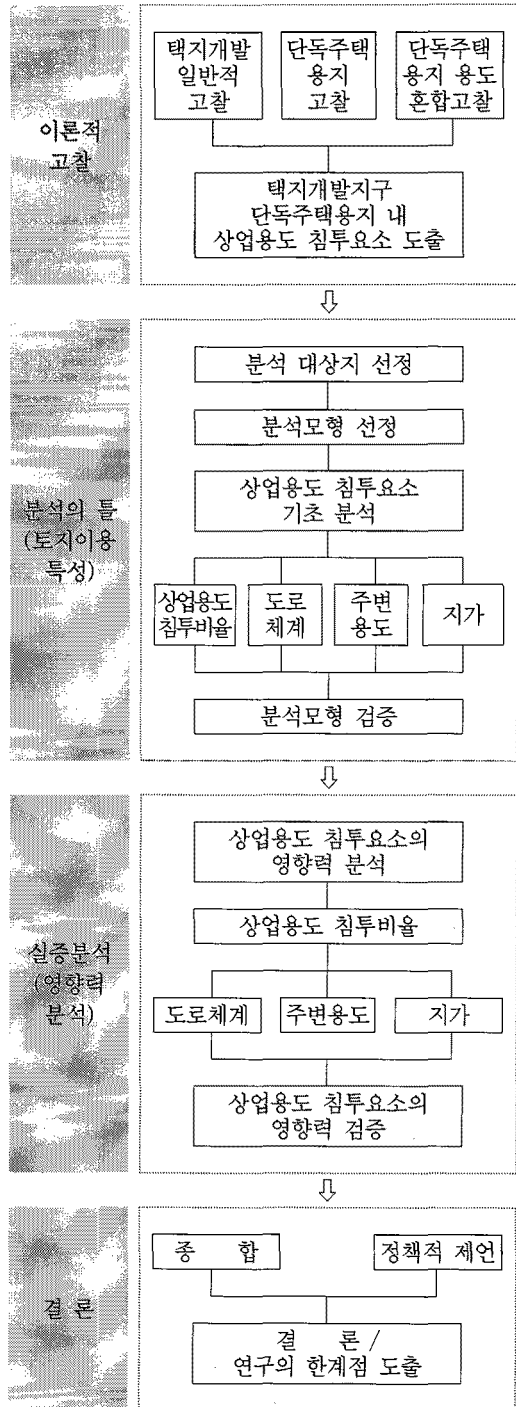 이론적
고찰
택지개발
일반적
고찰
단독주택
용지
고찰
단독주택
용지 용도
혼합고찰
택지개발지구
단독주택용지 내
상업용도 침투요소 도출
분석의 틀
(토지이용
특성)
분석 대상지 선정
분석모형 선정
상업용도 침투요소
기초 분석
상업용도
침투비율
도로
체계
주변
용도
지가
분석모형 검증
실증분석
(영향력
분석)
상업용도 침투요소의
영향력 분석
상업용도 침투비율
도로체계
주변용도
지가
상업용도 침투요소의
영향력 검증
결 론
종 합
정책적 제언
결 론 /
연구의 한계점 도출